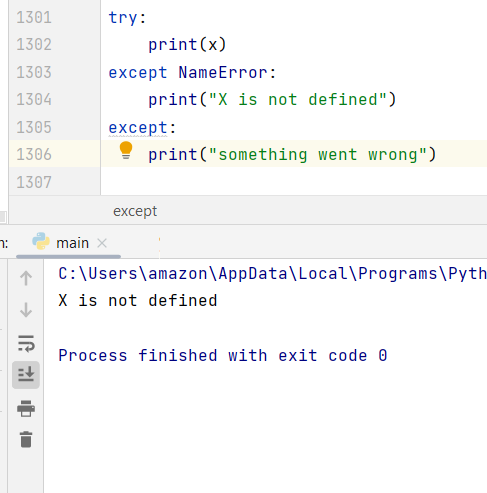 1301 try:
1302     print(x)
1303 except NameError:
1304     print("X is not defined")
1305 except:
1306     print("something went wrong")
1307
except
n: main ×
C:\Users\amazon\AppData\Local\Programs\Pyth
X is not defined
Process finished with exit code 0